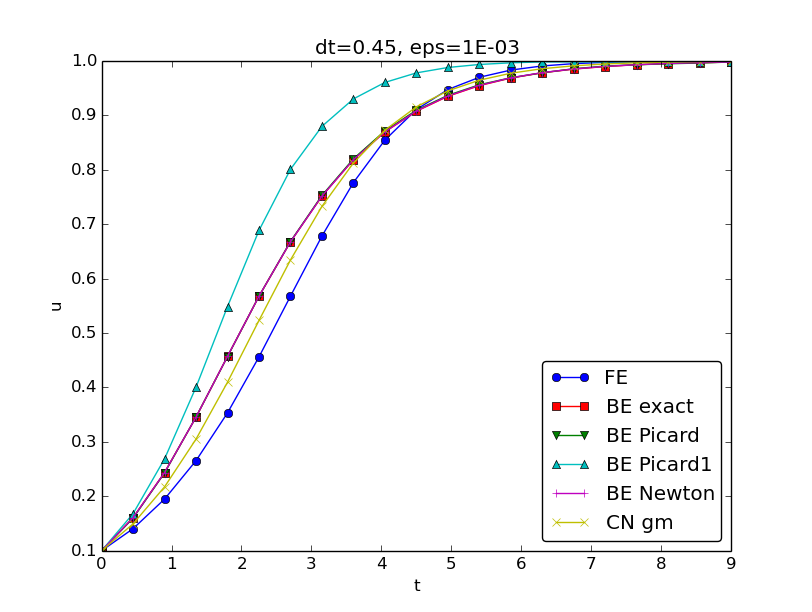 dt=0.45, eps=1E-03
1.0
0.9
0.8
0.7
0.6
0.5
0.4
0.3
0.2
0.1
u
FE
BE exact
BE Picard
BE Picard1
BE Newton
CN gm
0 1 2 3 4 5 6 7 8 9
t